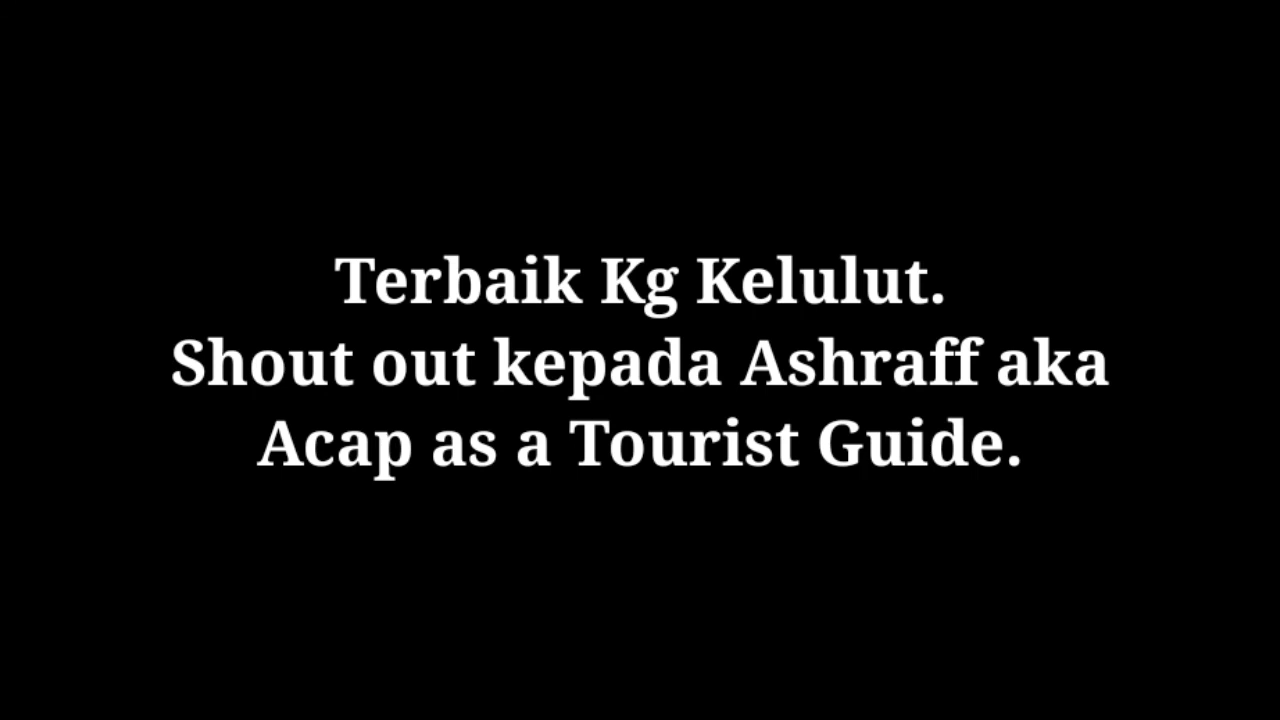 Terbaik Kg Kelulut.
Shout out kepada Ashraff aka
Acap as a Tourist Guide.